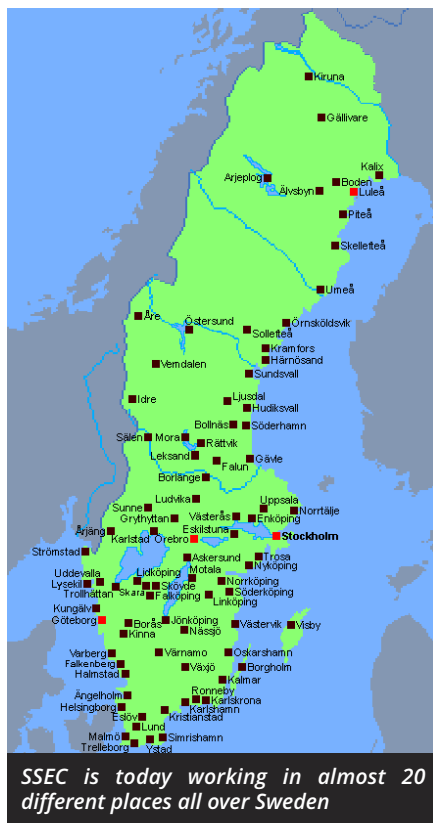 Kiruna
Gällivare
Kalix
Arjeplog
Boden
Älvsbyn
Luleå
Piteå
Skelleteå
Umeå
Åre
Östersund
Örnsköldsvik
Solleteå
Kramfors
Härnösand
Vemdalen
Sundsvall
Idre
Ljusdal
Hudiksvall
Bollnäs
Söderhamn
Sälen
Mora
Rättvik
Leksand
Falun
Gävle
Borlänge
Ludvika
Uppsala
Sunne
Grythyttan
Västerås
Enköping
Norrtälje
Årjäng
Karlstad
Örebro
Eskilstuna
Stockholm
Strömstad
Askersund
Trosa
Nyköping
Uddevalla
Lidköping
Motala
Lysekil
Norrköping
Trollhättan
Skara
Skövde
Söderköping
Falköping
Linköping
Kungälv
Göteborg
Borås
Jönköping
Västervik
Visby
Kinna
Nässjö
Varberg
Värnamo
Oskarshamn
Falkenberg
Växjö
Borgholm
Halmstad
Kalmar
Ängelholm
Ronneby
Karlskrona
Helsingborg
Karlshamn
Eslöv
Kristianstad
Lund
Malmö
Simrishamn
Trelleborg
Ystad
SSEC is today working in almost 20
different places all over Sweden